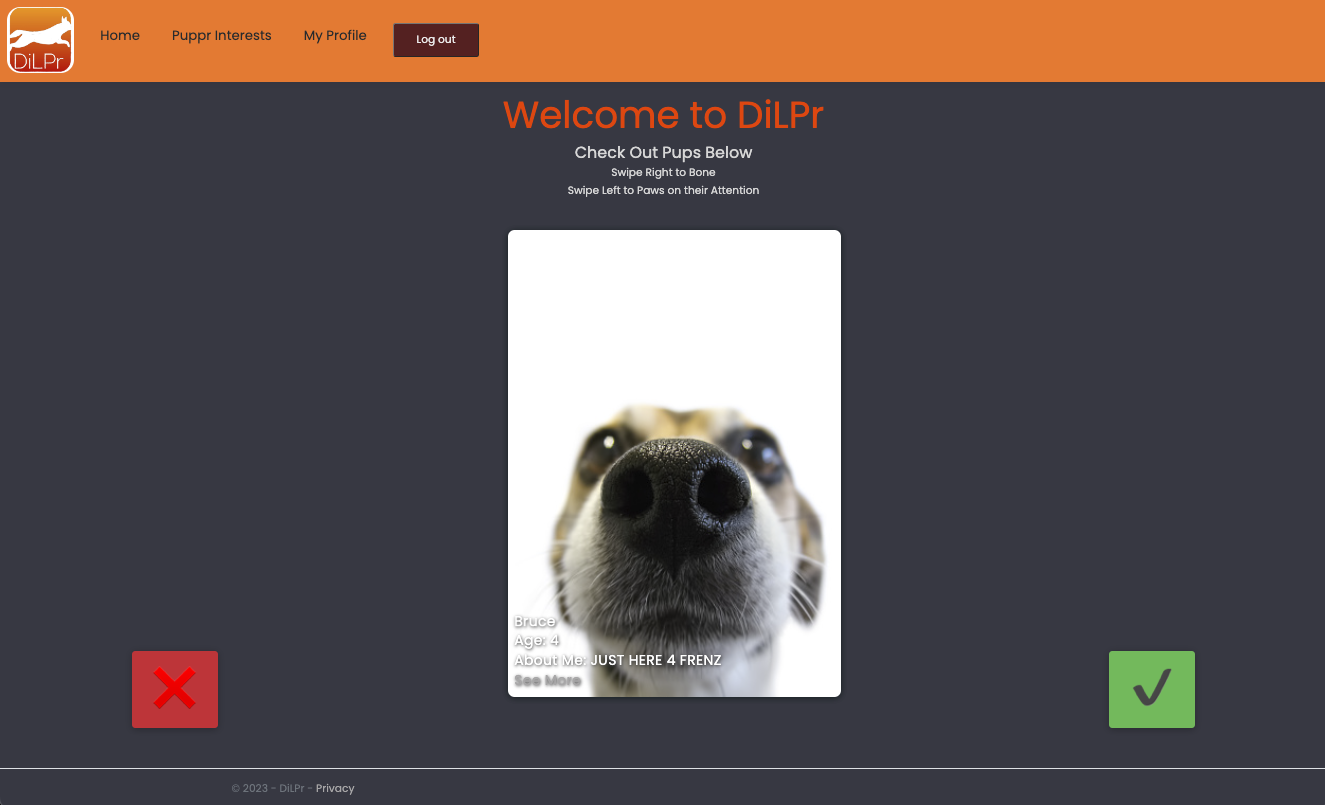 DiLPr
Home
Puppr Interests
My Profile
Log out
Welcome to DiLPr
Check Out Pups Below
Swipe Right to Bone
Swipe Left to Paws on their Attention
Bruce
Age: 4
About Me: JUST HERE 4 FRENZ
See More
© 2023 - DiLPr - Privacy